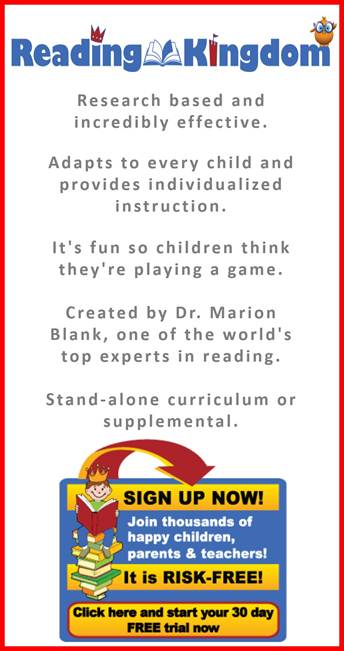 Reading Kingdom
Research based and
incredibly effective.
Adapts to every child and
provides individualized
instruction.
It's fun so children think
they're playing a game.
Created by Dr. Marion
Blank, one of the world's
top experts in reading.
Stand-alone curriculum or
supplemental.
SIGN UP NOW!
Join thousands of
happy children,
parents & teachers!
It is RISK-FREE!
Click here and start your 30 day
FREE trial now